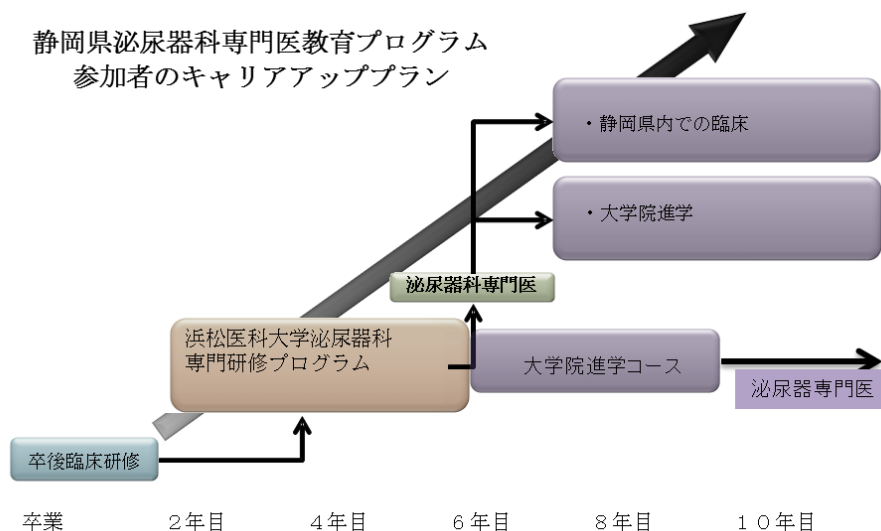 静岡県泌尿器科専門医教育プログラム
参加者のキャリアアッププラン
・静岡県内での臨床
・大学院進学
泌尿器科専門医
浜松医科大学泌尿器科
専門研修プログラム
大学院進学コース
泌尿器専門医
卒後臨床研修
卒業 2年目 4年目 6年目 8年目 10年目